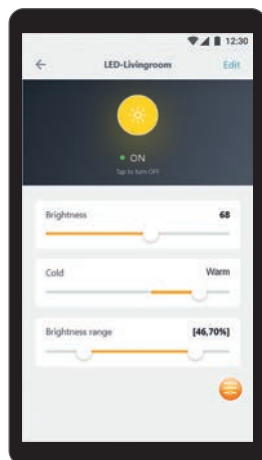 12:30
LED-Livingroom Edit
ON
Tap to turn OFF
Brightness 68
Cold Warm
Brightness range [46,70%]